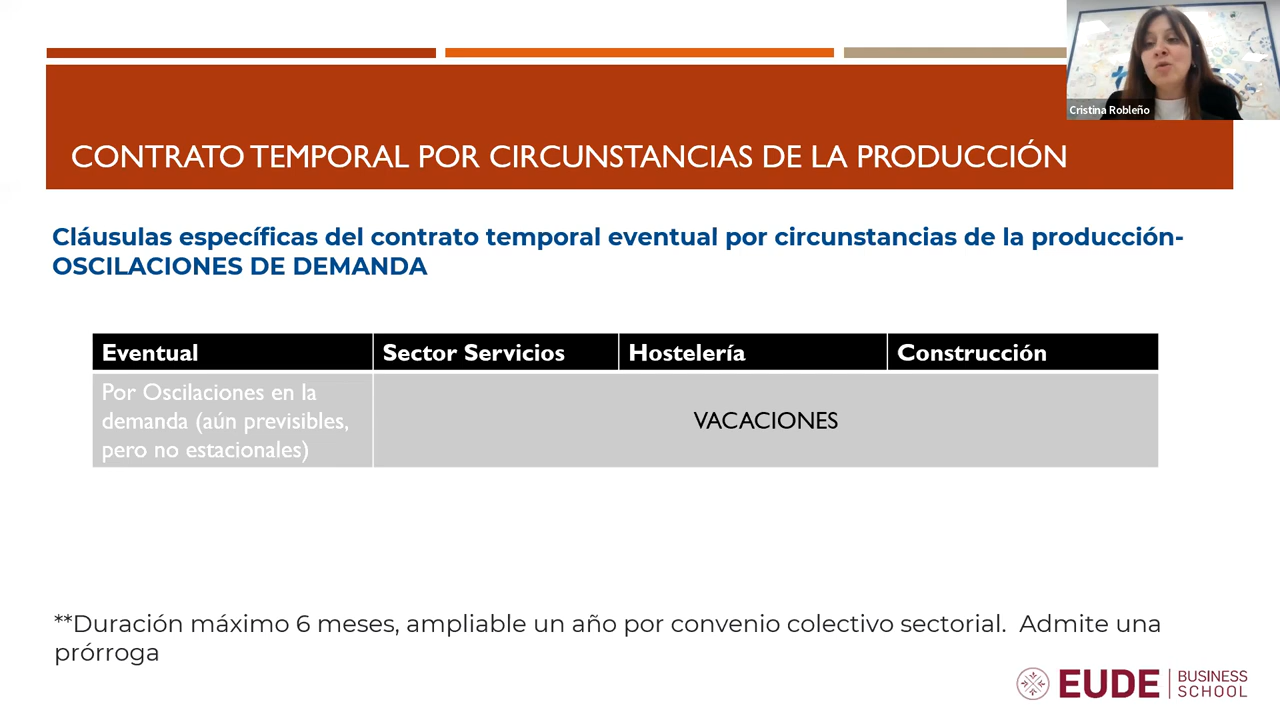 Cristina Robleño
CONTRATO TEMPORAL POR CIRCUNSTANCIAS DE LA PRODUCCIÓN
Cláusulas específicas del contrato temporal eventual por circunstancias de la producción-
OSCILACIONES DE DEMANDA
Eventual Sector Servicios Hostelería Construcción
Por Oscilaciones en la
demanda (aún previsibles,
pero no estacionales)
VACACIONES
**Duración máximo 6 meses, ampliable un año por convenio colectivo sectorial. Admite una
prórroga
EUDE BUSINESS
SCHOOL